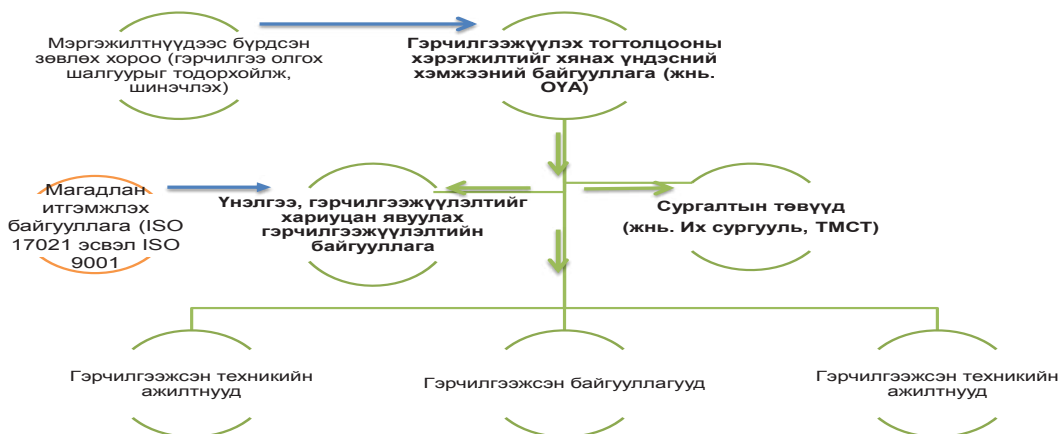 Мэргэжилтнүүдээс бүрдсэн
зөвлөх хороо (гэрчилгээ олгох
шалгуурыг тодорхойлж,
шинэчлэх)
Гэрчилгээжүүлэх тогтолцооны
хэрэгжилтийг хянах үндэсний
хэмжээний байгууллага (жнь.
ОҮА)
Магадлан
итгэмжлэх
байгууллага (ISO
17021 эсвэл ISO
9001
Үнэлгээ, гэрчилгээжүүлэлтийг
хариуцан явуулах
гэрчилгээжүүлэлтийн
байгууллага
Сургалтын төвүүд
(жнь. Их сургууль, ТМСТ)
Гэрчилгээжсэн техникийн
ажилтнууд
Гэрчилгээжсэн байгууллагууд
Гэрчилгээжсэн техникийн
ажилтнууд